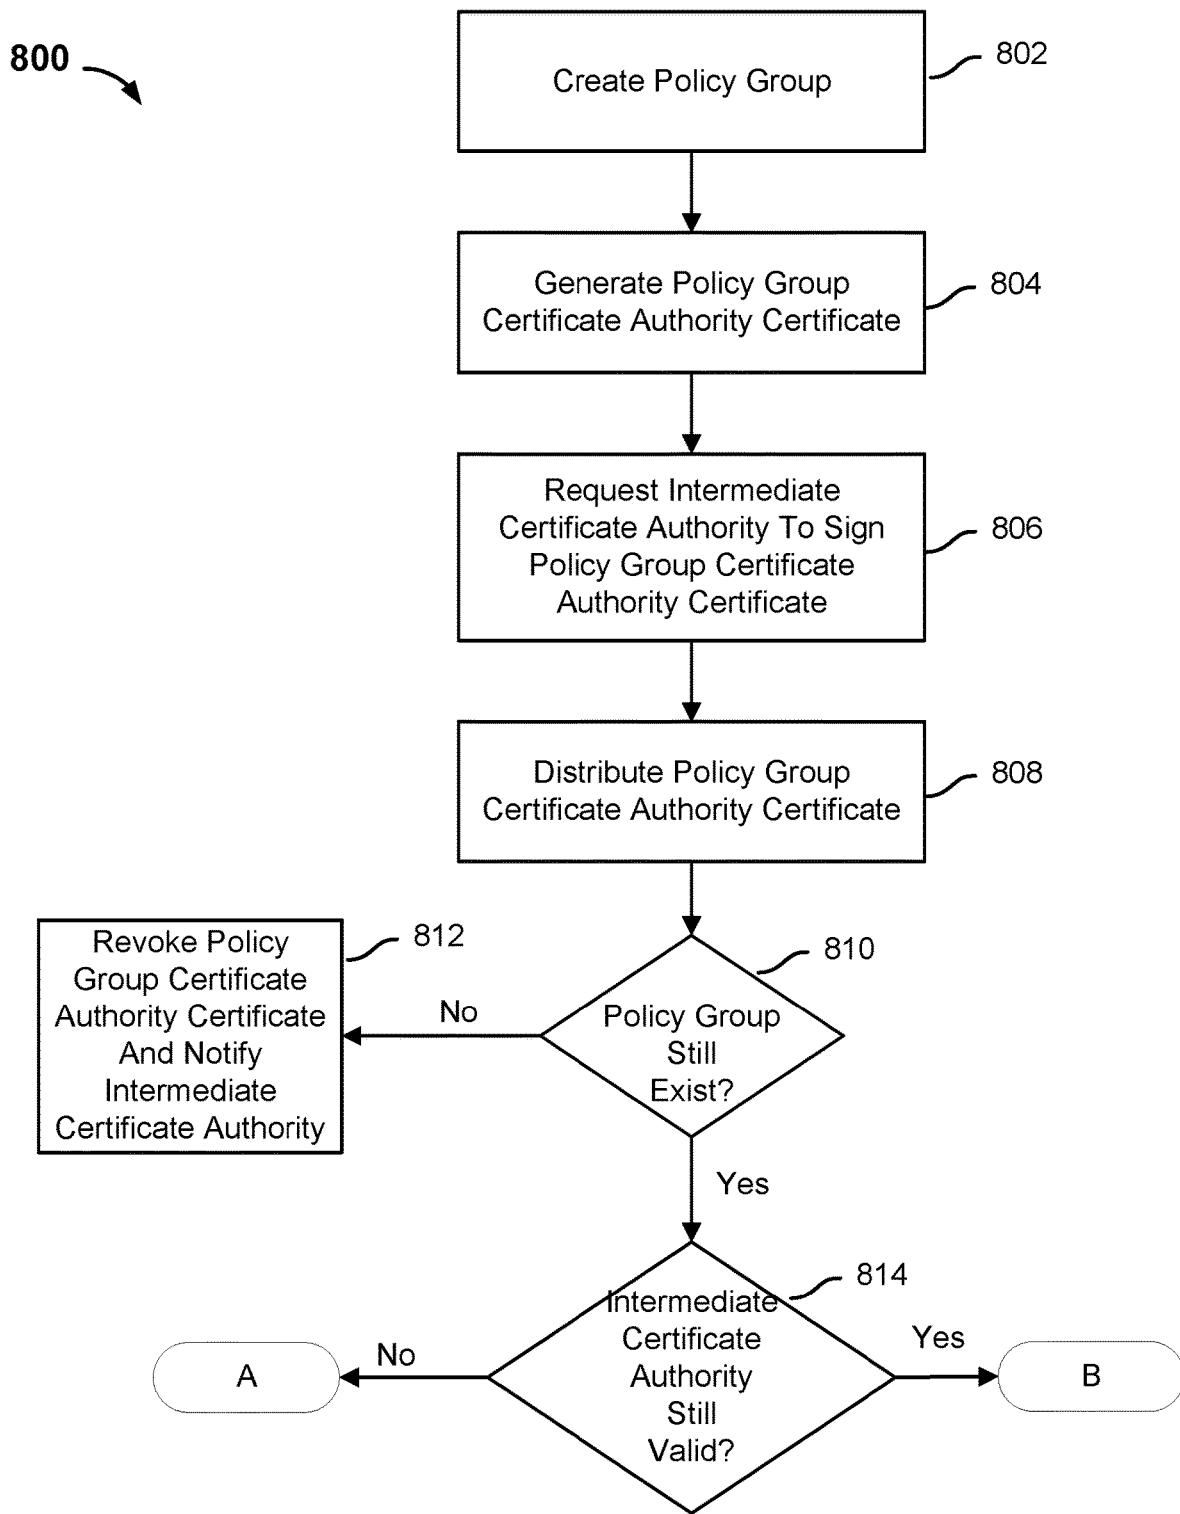 800
Create Policy Group
802
Generate Policy Group
Certificate Authority Certificate
804
Request Intermediate
Certificate Authority To Sign
Policy Group Certificate
Authority Certificate
806
Distribute Policy Group
Certificate Authority Certificate
808
Revoke Policy
Group Certificate
Authority Certificate
And Notify
Intermediate
Certificate Authority
812
No
Policy Group
Still
Exist?
810
Yes
Intermediate
Certificate
Authority
Still
Valid?
814
No
A
Yes
B